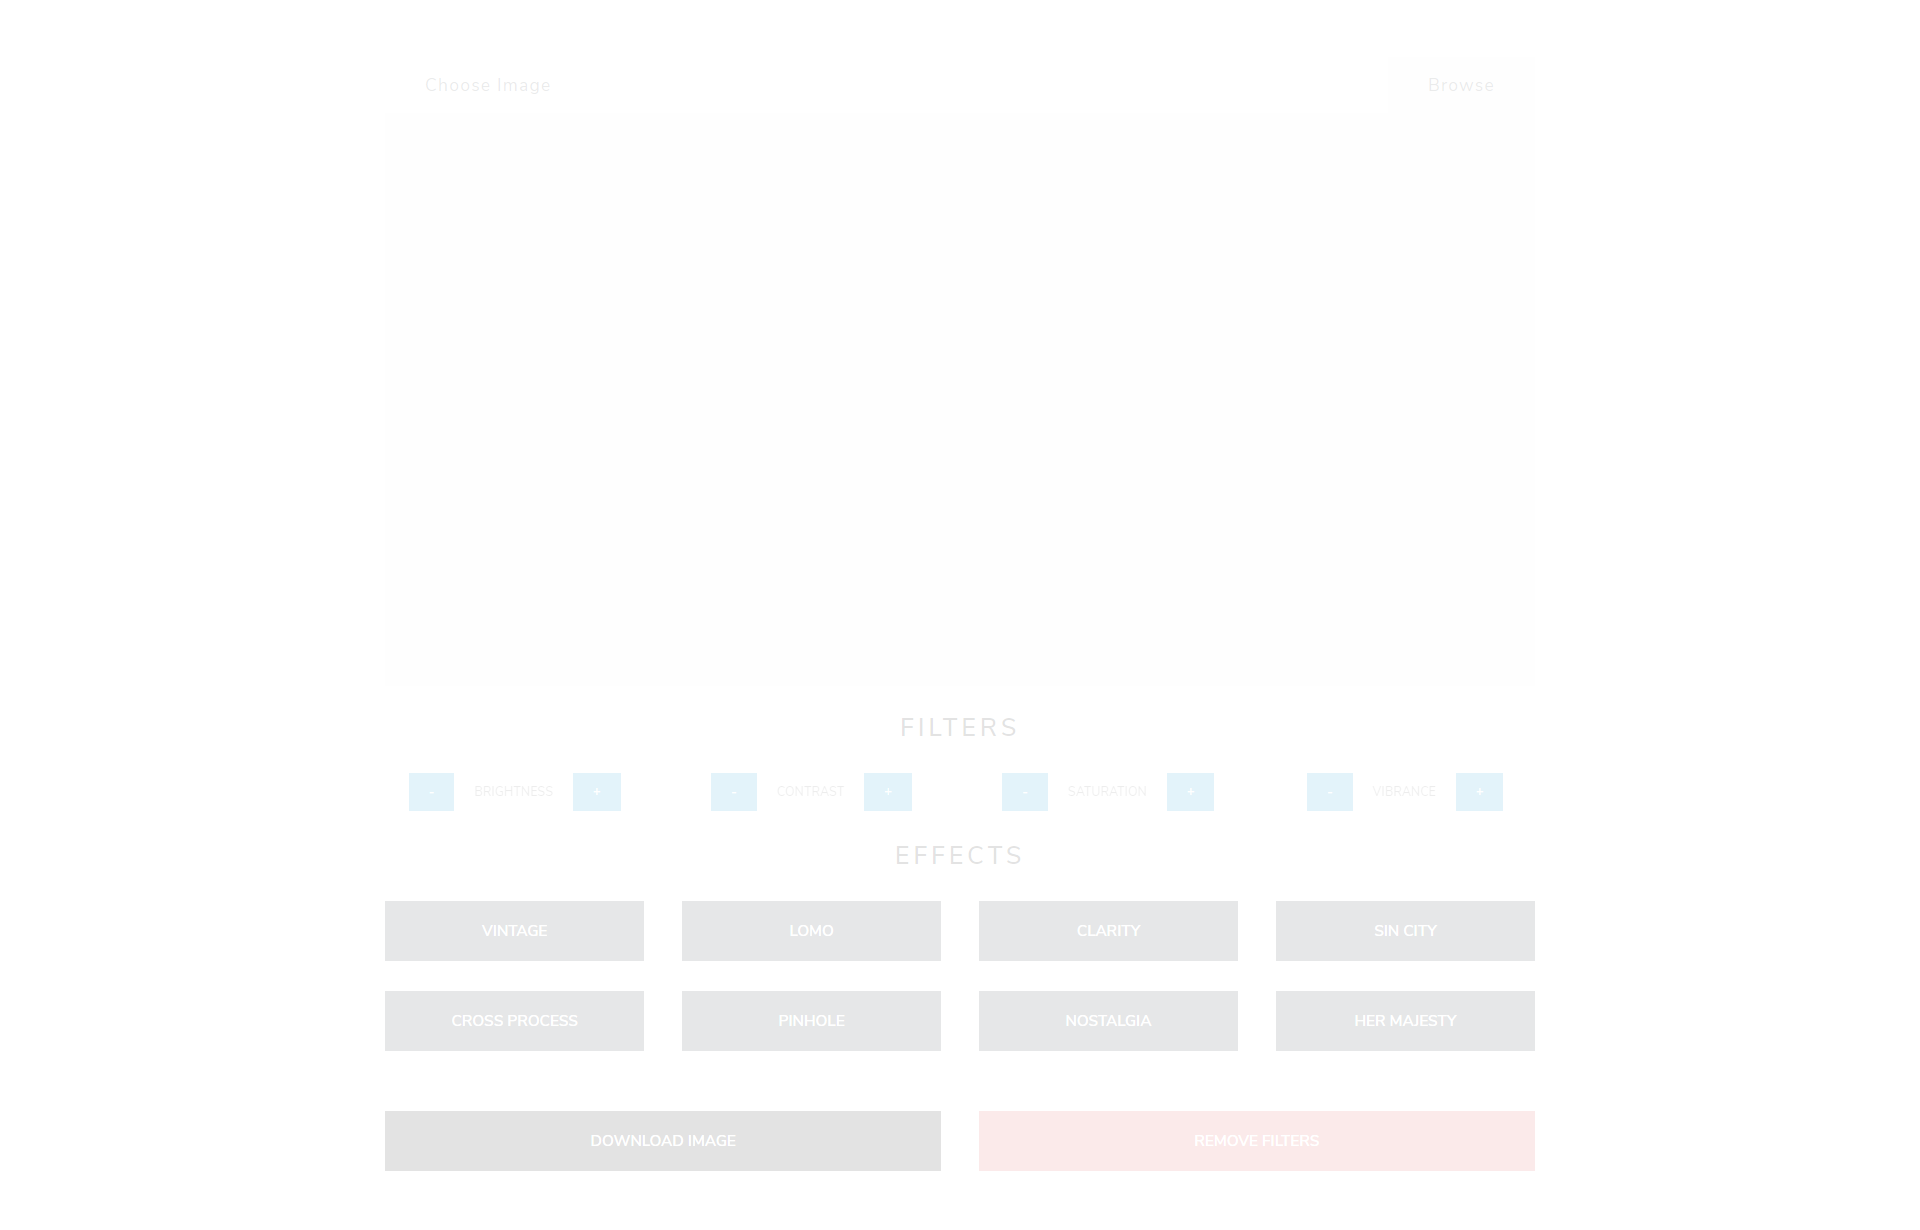 Choose Image Browse
FILTERS
- BRIGHTNESS + - CONTRAST + - SATURATION + - VIBRANCE +
EFFECTS
VINTAGE LOMO CLARITY SIN CITY
CROSS PROCESS PINHOLE NOSTALGIA HER MAJESTY
DOWNLOAD IMAGE REMOVE FILTERS